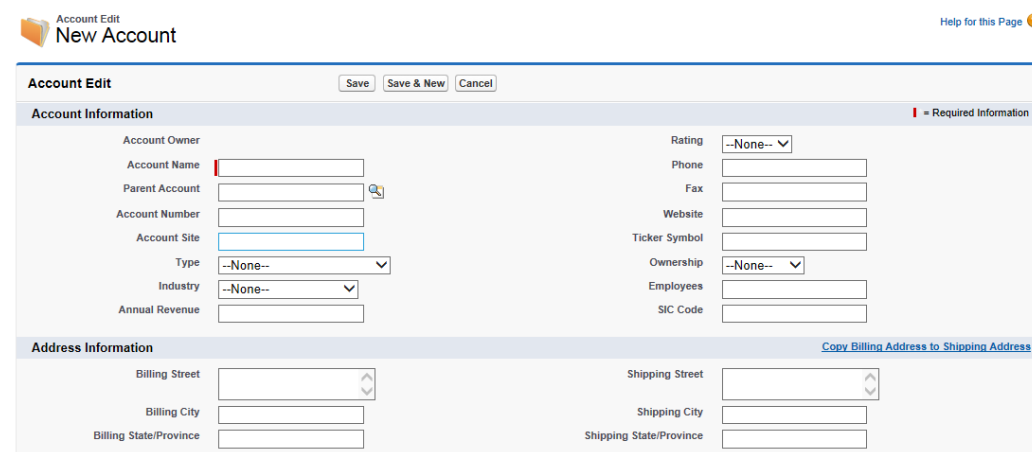 Account Edit
New Account
Help for this Page
Account Edit Save Save & New Cancel
Account Information = Required Information
Account Owner Rating --None--
Account Name Phone
Parent Account Fax
Account Number Website
Account Site Ticker Symbol
Type --None-- Ownership --None--
Industry --None-- Employees
Annual Revenue SIC Code
Address Information Copy Billing Address to Shipping Address
Billing Street Shipping Street
Billing City Shipping City
Billing State/Province Shipping State/Province